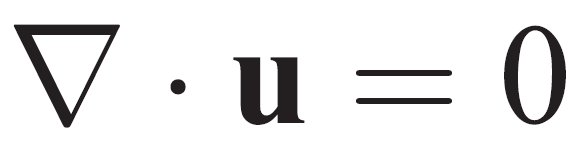 ∇ · u = 0